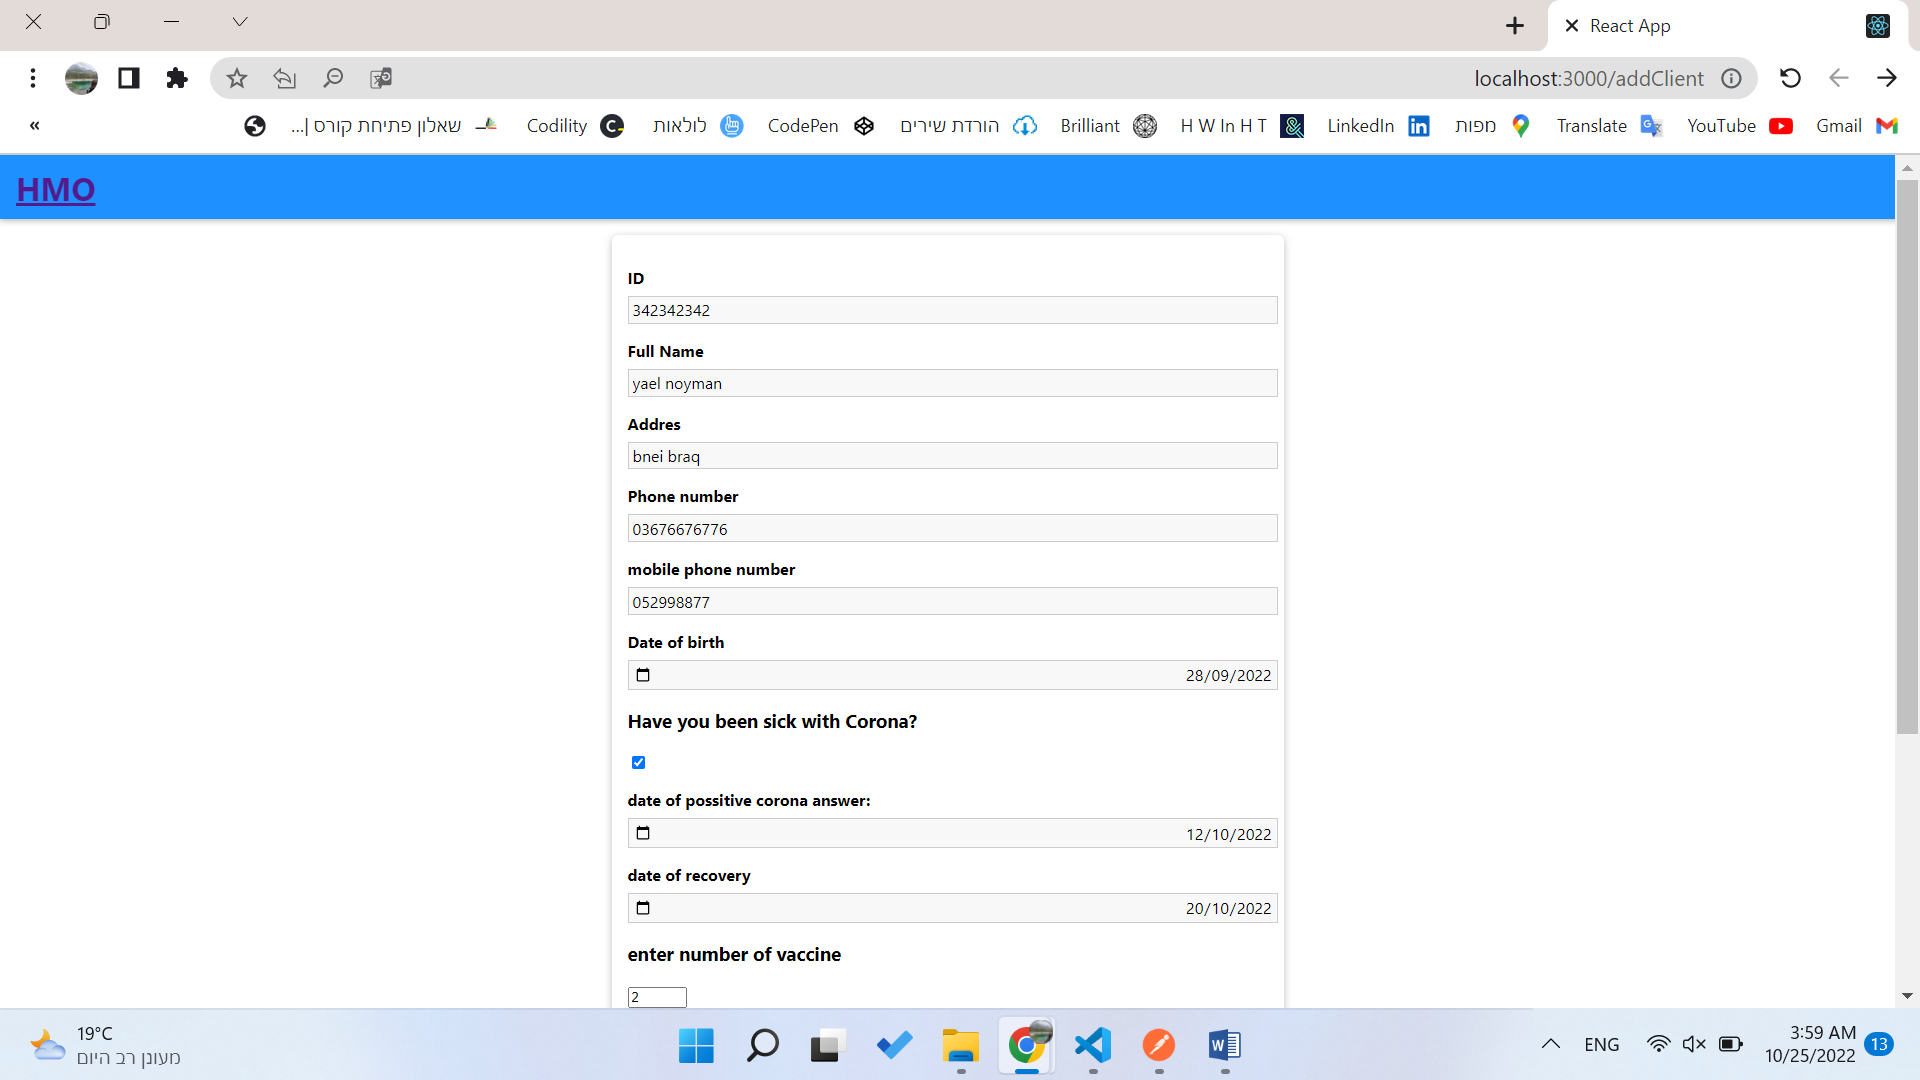 React App
localhost:3000/addClient
Gmail
YouTube
Translate
מפות
LinkedIn
H W In H T
Brilliant
הורדת שירים
CodePen
לולאות
Codility
שאלון פתיחת קורס |...
«
HMO
ID
342342342
Full Name
yael noyman
Addres
bnei braq
Phone number
03676676776
mobile phone number
052998877
Date of birth
28/09/2022
Have you been sick with Corona?
date of possitive corona answer:
12/10/2022
date of recovery
20/10/2022
enter number of vaccine
2
19°C
מעונן רב היום
ENG
3:59 AM
10/25/2022
13